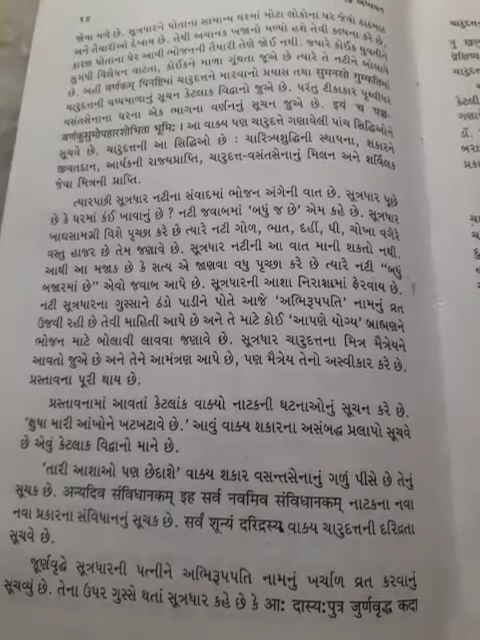 ૧૪
જોવા મળે છે. સૂત્રધારને પોતાના સામાન્ય ઘરમાં મોટા લોકોના ઘર જેવો ઠાઠમાઠ
અને તૈયારીઓ દેખાય છે. તેથી અચાનક ખજાનો મળ્યો હશે તેવી કલ્પના કરે છે.
કારણ પોતાના ઘેર આવી ભોજનની તૈયારી તેણે જોઈ નથી. જ્યારે કોઈક યુવતીને
સુગંધી વિલેપન વાટતા, કોઈકને માળા ગૂંથતા જુએ છે ત્યારે તે નટીને બોલાવે
છે. અહીં વર્ણકમ્ પિનષ્ટિમાં ચારુદત્તને મારવાનો પ્રયાસ તથા સુમનસો ગુમ્ફતિમાં
ચારુદત્તની વધ્યમાળાનું સૂચન કેટલાક વિદ્વાનો જુએ છે. પરંતુ ટીકાકાર પૃથ્વીધર
વસંતસેનાના ઘરના એક ભાગના વર્ણનનું સૂચન જુએ છે. इयं च पञ्च-
वर्णकुसुमोपहारशोभिता भूमिः । આ વાક્ય પણ ચારુદત્તે ગણાવેલી પાંચ સિદ્ધિઓને
સૂચવે છે. ચારુદત્તની આ સિદ્ધિઓ છે : ચારિત્ર્યશુદ્ધિની સ્થાપના, શકારને
જીવતદાન, આર્યકની રાજ્યપ્રાપ્તિ, ચારુદત્ત-વસંતસેનાનું મિલન અને શર્વિલક
જેવા મિત્રની પ્રાપ્તિ.
ત્યારપછી સૂત્રધાર નટીના સંવાદમાં ભોજન અંગેની વાત છે. સૂત્રધાર પૂછે
છે કે ઘરમાં કંઈ ખાવાનું છે ? નટી જવાબમાં ‘બધું જ છે’ એમ કહે છે. સૂત્રધાર
ખાદ્યસામગ્રી વિશે પૃચ્છા કરે છે ત્યારે નટી ગોળ, ભાત, દહીં, ઘી, ચોખા વગેરે
વસ્તુ હાજર છે તેમ જણાવે છે. સૂત્રધાર નટીની આ વાત માની શકતો નથી.
આથી આ મજાક છે કે સત્ય એ જાણવા વધુ પૃચ્છા કરે છે ત્યારે નટી “બધું
બજારમાં છે” એવો જવાબ આપે છે. સૂત્રધારની આશા નિરાશામાં ફેરવાય છે.
નટી સૂત્રધારના ગુસ્સાને ઠંડો પાડીને પોતે આજે ‘અભિરૂપપતિ’ નામનું વ્રત
ઉજવી રહી છે તેવી માહિતી આપે છે અને તે માટે કોઈ ‘આપણે યોગ્ય’ બ્રાહ્મણને
ભોજન માટે બોલાવી લાવવા જણાવે છે. સૂત્રધાર ચારુદત્તના મિત્ર મૈત્રેયને
આવતો જુએ છે અને તેને આમંત્રણ આપે છે, પણ મૈત્રેય તેનો અસ્વીકાર કરે છે.
પ્રસ્તાવના પૂરી થાય છે.
પ્રસ્તાવનામાં આવતાં કેટલાંક વાક્યો નાટકની ઘટનાઓનું સૂચન કરે છે.
‘ક્ષુધા મારી આંખોને ખટખટાવે છે.’ આવું વાક્ય શકારના અસંબદ્ધ પ્રલાપો સૂચવે
છે એવું કેટલાક વિદ્વાનો માને છે.
‘તારી આશાઓ પણ છેદાશે’ વાક્ય શકાર વસન્તસેનાનું ગળું પીસે છે તેનું
સૂચક છે. अन्यदिव संविधानकम् इह सर्वं नवमिव संविधानकम् નાટકના નવા
નવા પ્રકારના સંવિધાનનું સૂચક છે. सर्वं शून्यं दरिद्रस्य વાક્ય ચારુદત્તની દરિદ્રતા
સૂચવે છે.
જૂર્ણવૃદ્ધે સૂત્રધારની પત્નીને અભિરૂપપતિ નામનું ખર્ચાળ વ્રત કરવાનું
સૂચવ્યું છે. તેના ઉપર ગુસ્સે થતાં સૂત્રધાર કહે છે કે आः दास्यःपुत्र जुर्णवृद्ध कदा